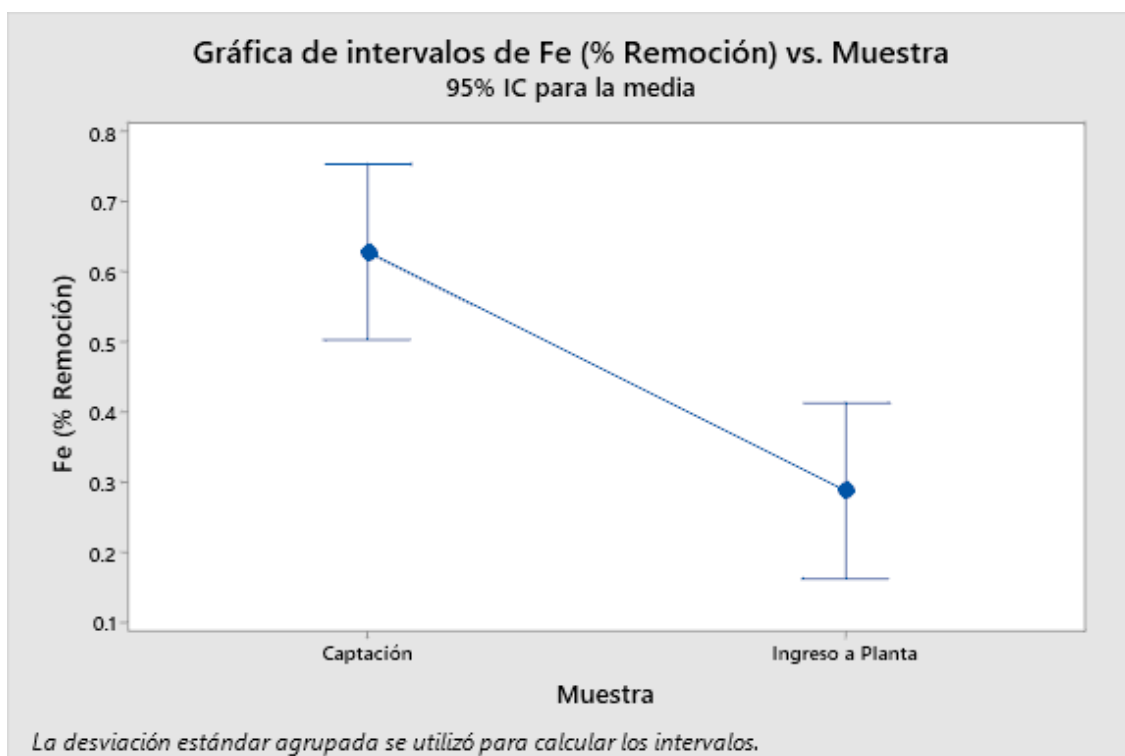 Gráfica de intervalos de Fe (% Remoción) vs. Muestra
95% IC para la media
0.8
0.7
0.6
0.5
0.4
0.3
0.2
0.1
Fe (% Remoción)
Captación
Ingreso a Planta
Muestra
La desviación estándar agrupada se utilizó para calcular los intervalos.